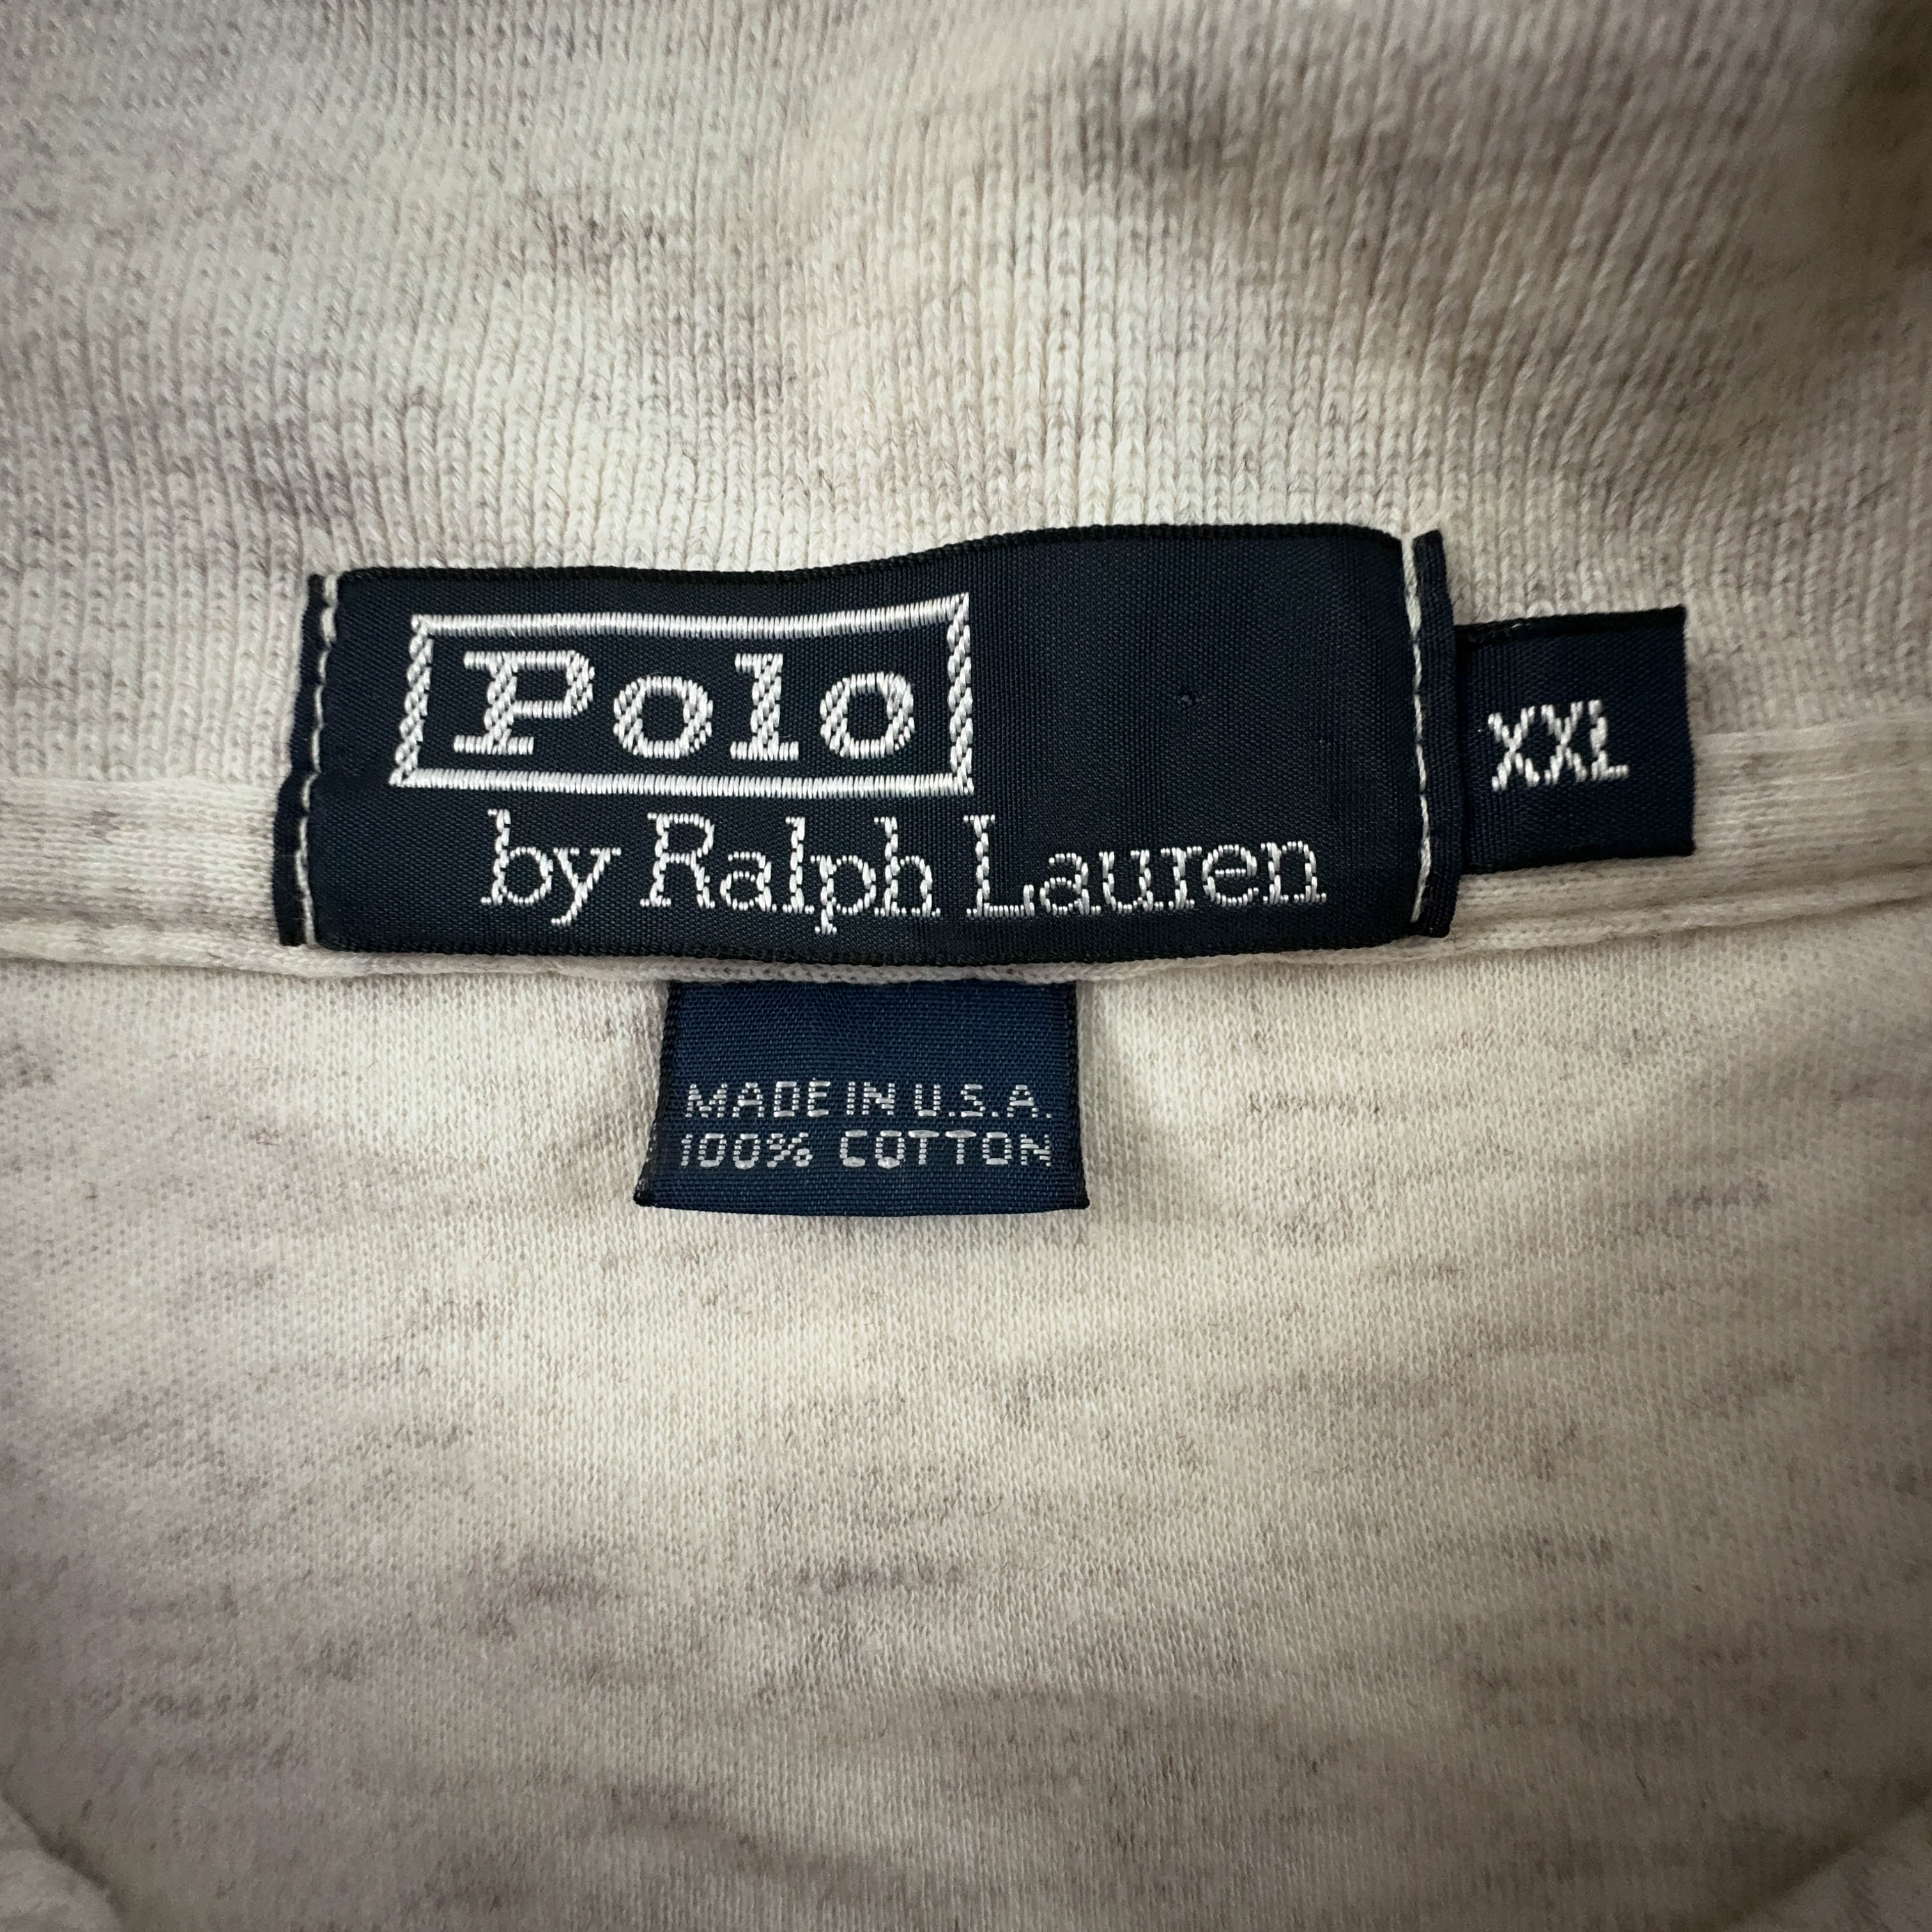 Polo
by Ralph Lauren
XXL
MADE IN U.S.A.
100% COTTON